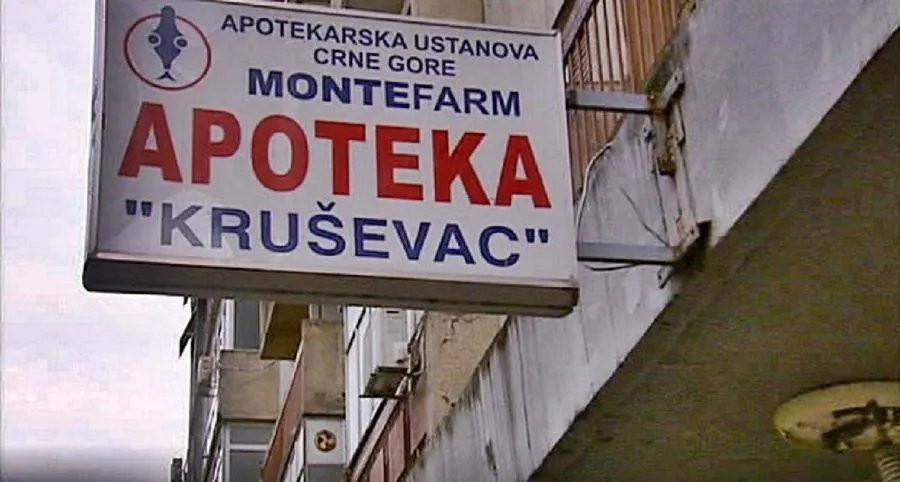 APOTEKARSKA USTANOVA
CRNE GORE
MONTEFARM
APOTEKA
"KRUŠEVAC"